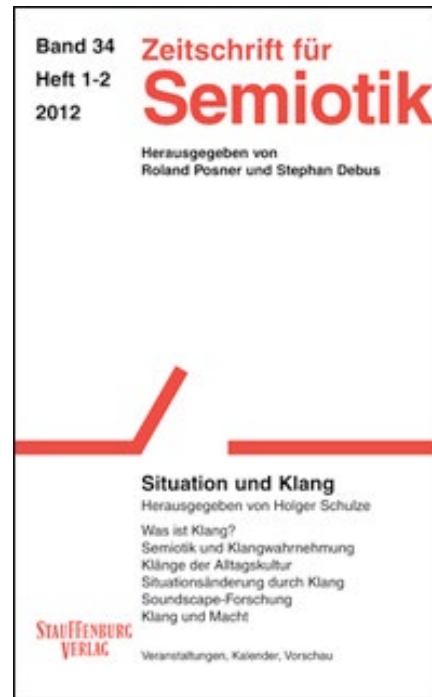 Band 34
Heft 1-2
2012
Zeitschrift für
Semiotik
Herausgegeben von
Roland Posner und Stephan Debus
Situation und Klang
Herausgegeben von Holger Schulze
Was ist Klang?
Semiotik und Klangwahrnehmung
Klänge der Alltagskultur
Situationsänderung durch Klang
Soundscape-Forschung
Klang und Macht
Veranstaltungen, Kalender, Vorschau
STAUFFENBURG
VERLAG